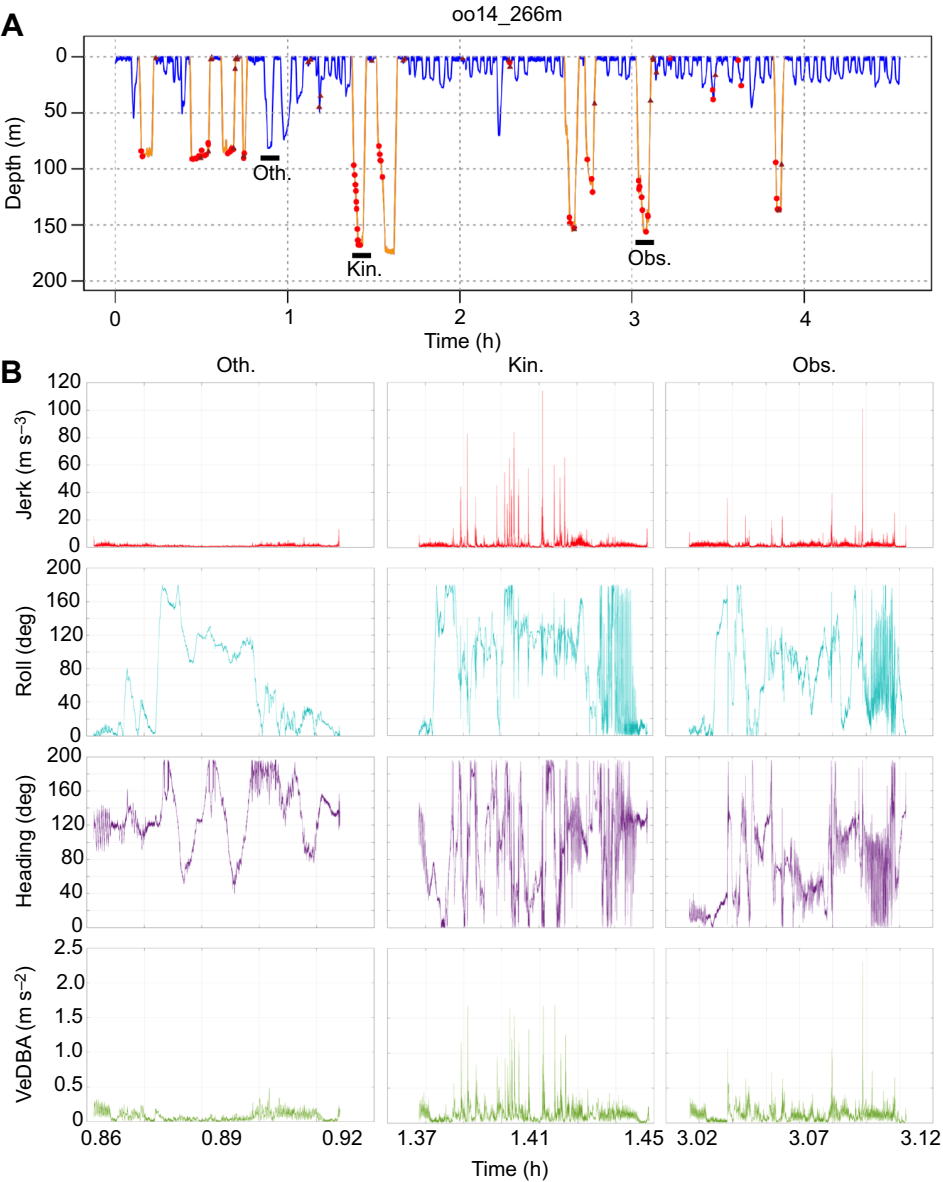 oo14_266m
A
0
50
100
150
200
Depth (m)
Oth.
Kin.
Obs.
0 1 2 3 4
Time (h)
B
Oth. Kin. Obs.
120
100
80
60
40
20
0
Jerk (m s–3)
200
160
120
80
40
0
Roll (deg)
200
160
120
80
40
0
Heading (deg)
2.5
2.0
1.5
1.0
0.5
0
VeDBA (m s–2)
0.86 0.89 0.92 1.37 1.41 1.45 3.02 3.07 3.12
Time (h)